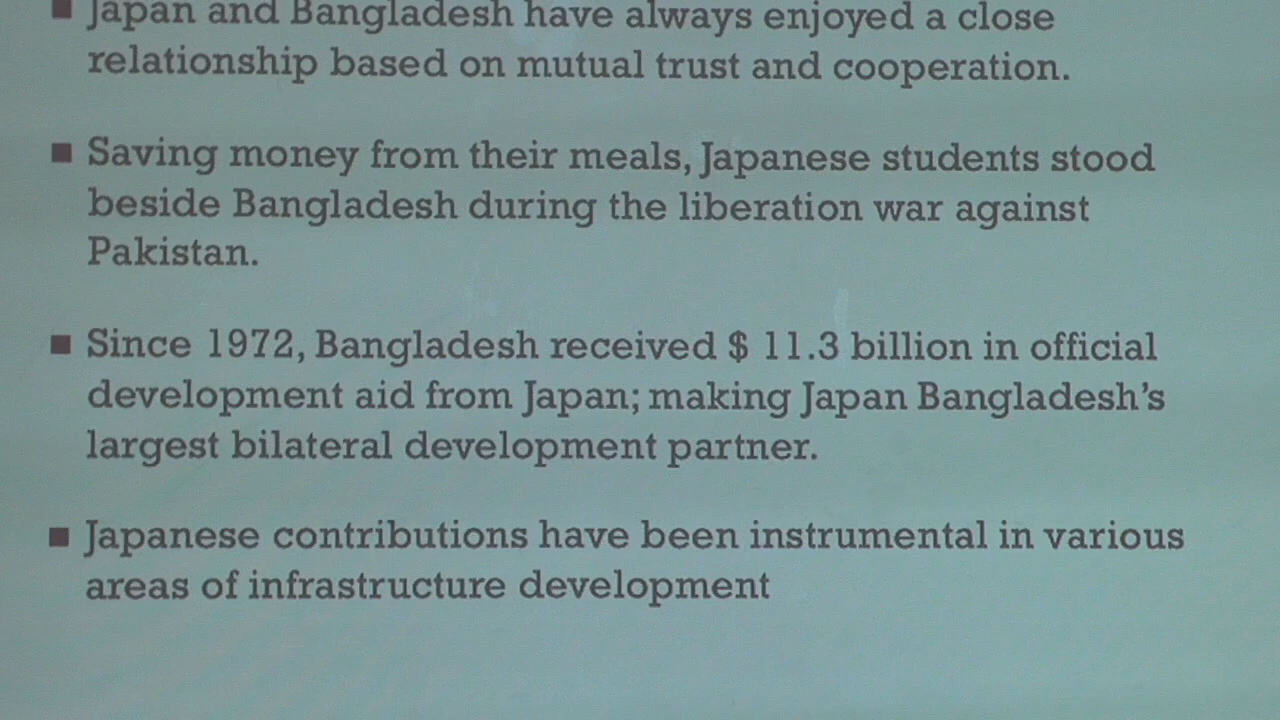 ■ Japan and Bangladesh have always enjoyed a close
relationship based on mutual trust and cooperation.
■ Saving money from their meals, Japanese students stood
beside Bangladesh during the liberation war against
Pakistan.
■ Since 1972, Bangladesh received $ 11.3 billion in official
development aid from Japan; making Japan Bangladesh’s
largest bilateral development partner.
■ Japanese contributions have been instrumental in various
areas of infrastructure development